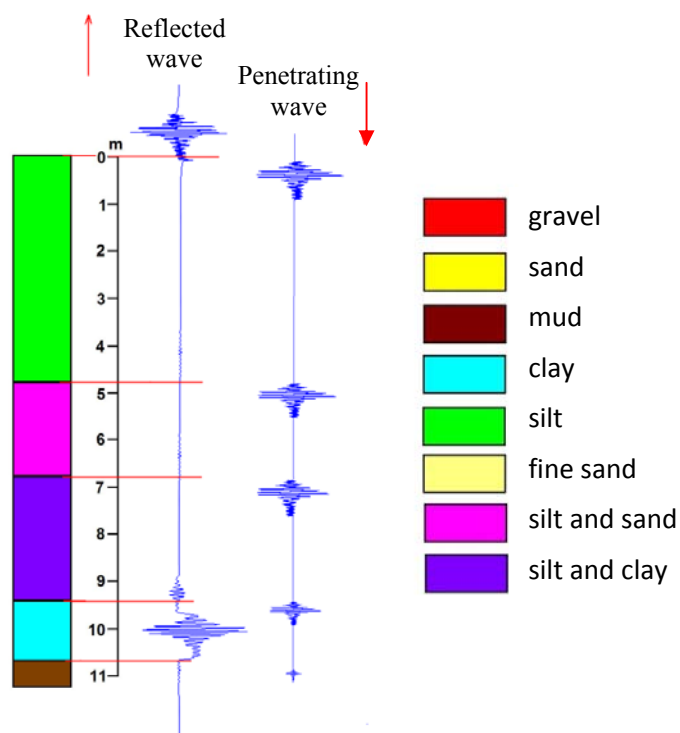 Reflected
wave
Penetrating
wave
m
0
1
2
3
4
5
6
7
8
9
10
11
gravel
sand
mud
clay
silt
fine sand
silt and sand
silt and clay